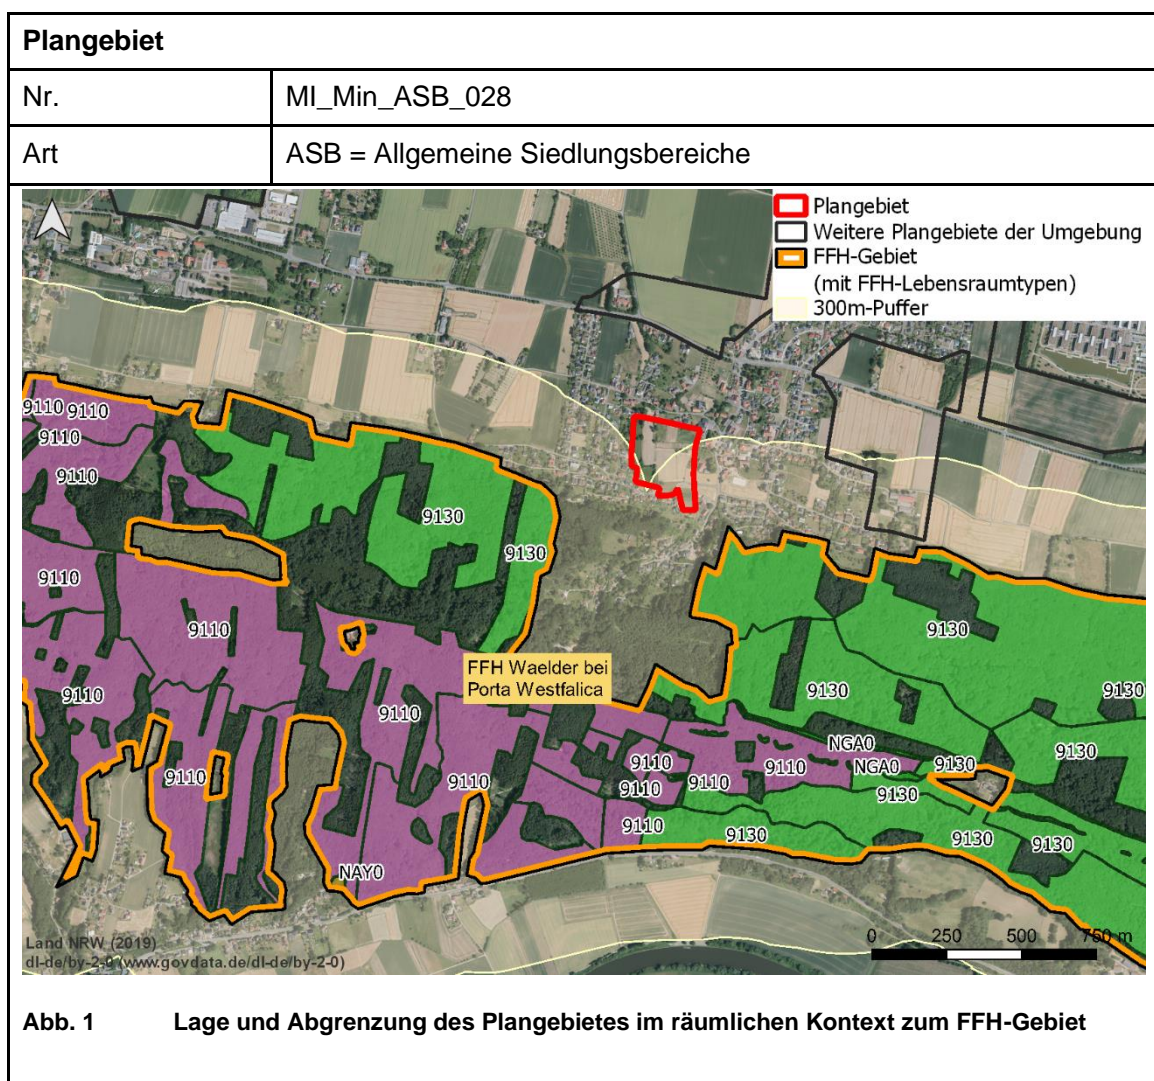 Plangebiet
Nr. MI_Min_ASB_028
Art ASB = Allgemeine Siedlungsbereiche
Plangebiet
Weitere Plangebiete der Umgebung
FFH-Gebiet
(mit FFH-Lebensraumtypen)
300m-Puffer
9110 9110
9110
9110
9130
9130
9110
9110
9130
FFH Waelder bei
Porta Westfalica
9110
9110
9130
9130
NGA0
9110
9110
9110
9110
9110
9110
NGA0
9130
9130
9130
9110
9130
9130
9130
NAY0
Land NRW (2019)
dl-de/by-2-0 (www.govdata.de/dl-de/by-2-0)
0 250 500 750 m
Abb. 1 Lage und Abgrenzung des Plangebietes im räumlichen Kontext zum FFH-Gebiet